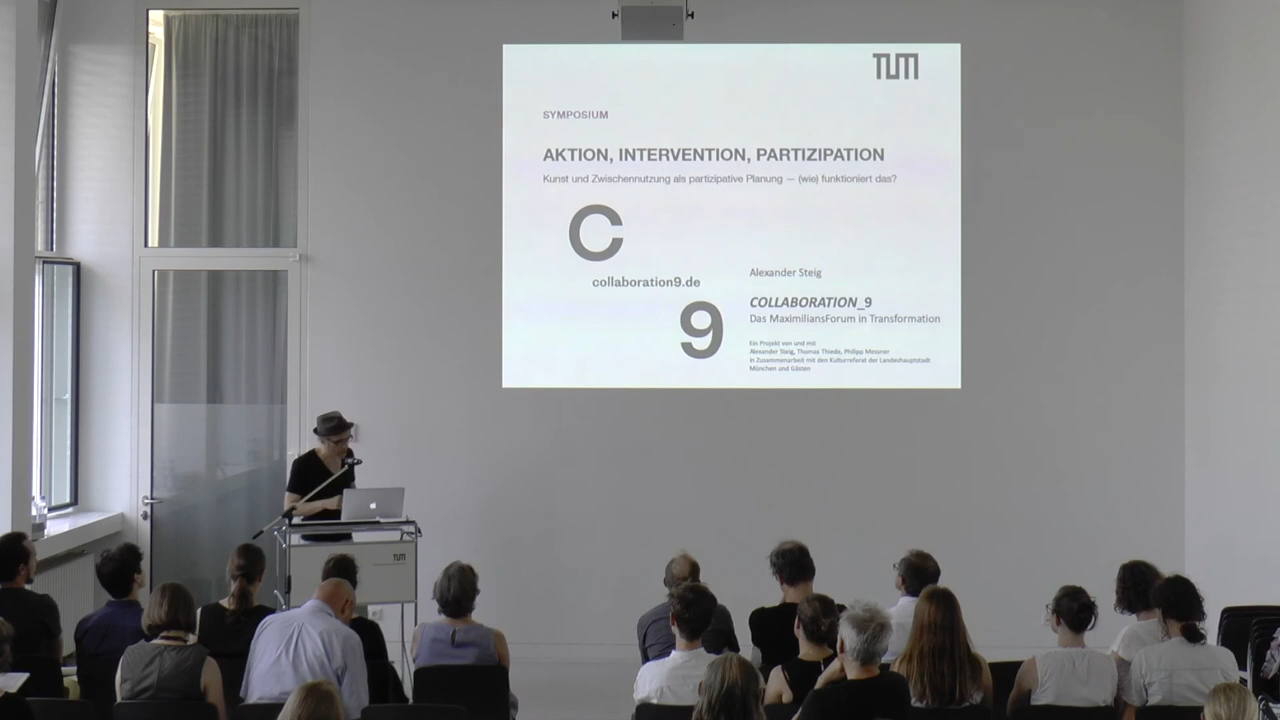 TUM
SYMPOSIUM
AKTION, INTERVENTION, PARTIZIPATION
Kunst und Zwischennutzung als partizipative Planung — (wie) funktioniert das?
C
collaboration9.de
9
Alexander Steig
COLLABORATION_9
Das MaximiliansForum in Transformation
Ein Projekt von und mit
Alexander Steig, Thomas Thiede, Philipp Messner
in Zusammenarbeit mit den Kulturreferat der Landeshauptstadt
München und Gästen
TUM